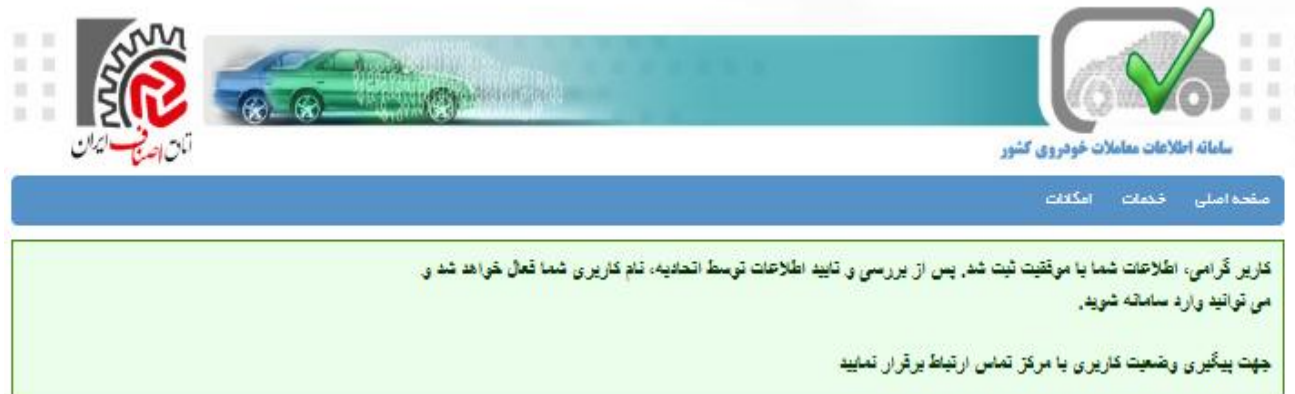 اتاق اصناف ایران
سامانه اطلاعات معاملات خودروی کشور
صفحه اصلی خدمات امکانات
کاربر گرامی، اطلاعات شما با موفقیت ثبت شد. پس از بررسی و تایید اطلاعات توسط اتحادیه، نام کاربری شما فعال خواهد شد و
می توانید وارد سامانه شوید.
جهت پیگیری وضعیت کاربری با مرکز تماس ارتباط برقرار نمایید